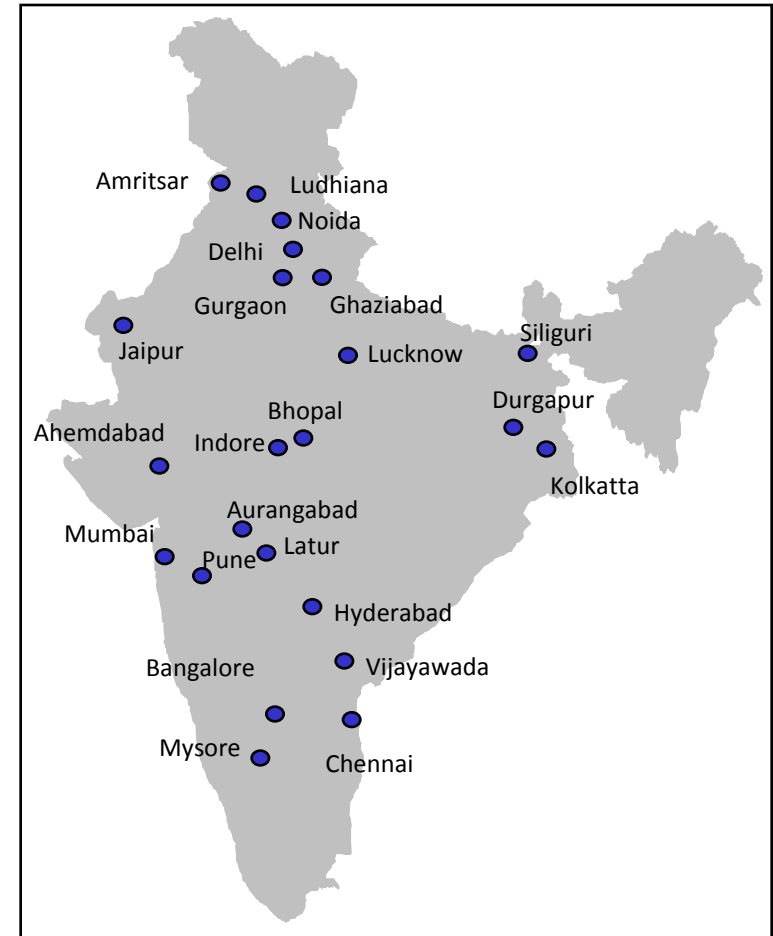 Amritsar
Ludhiana
Noida
Delhi
Gurgaon
Ghaziabad
Jaipur
Siliguri
Lucknow
Durgapur
Bhopal
Ahemdabad
Indore
Kolkatta
Aurangabad
Mumbai
Latur
Pune
Hyderabad
Bangalore
Vijayawada
Mysore
Chennai